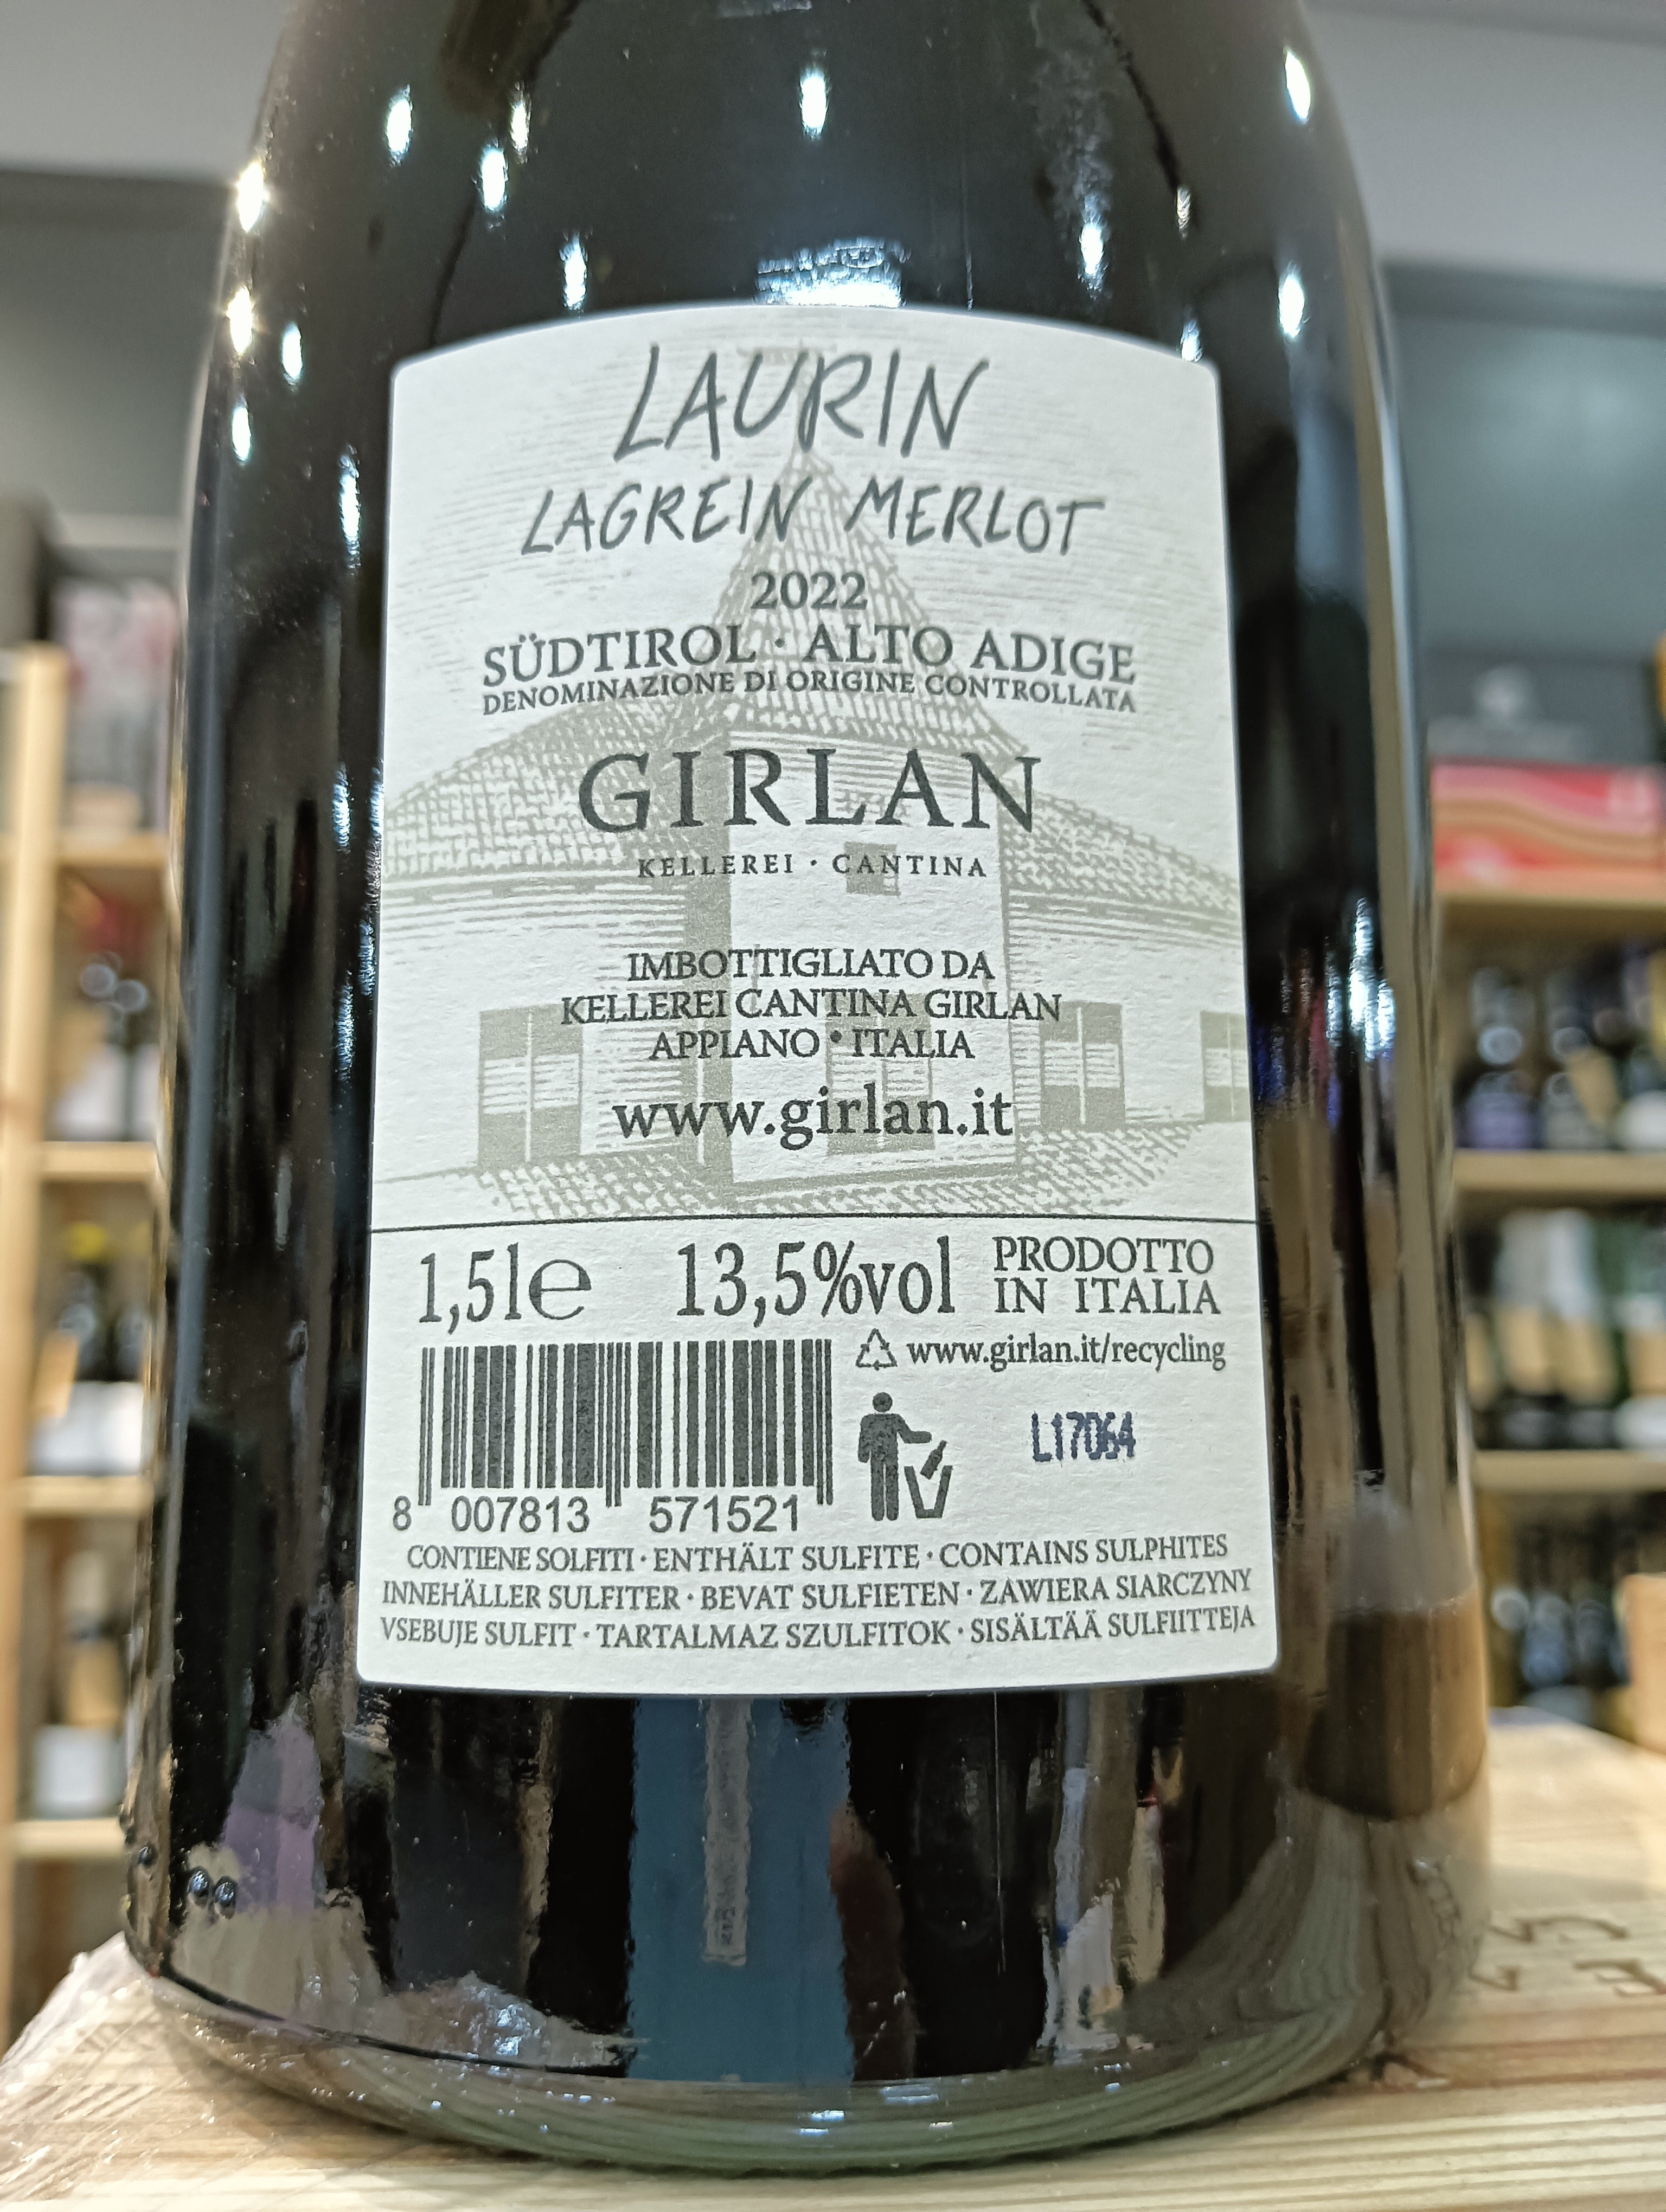 LAURIN
LAGREIN MERLOT
2022
SÜDTIROL · ALTO ADIGE
DENOMINAZIONE DI ORIGINE CONTROLLATA
GIRLAN
KELLEREI · CANTINA
IMBOTTIGLIATO DA
KELLEREI CANTINA GIRLAN
APPIANO • ITALIA
www.girlan.it
1,5l e 13,5%vol
PRODOTTO
IN ITALIA
www.girlan.it/recycling
L17064
8 007813 571521
CONTIENE SOLFITI · ENTHÄLT SULFITE · CONTAINS SULPHITES
INNEHÄLLER SULFITER · BEVAT SULFIETEN · ZAWIERA SIARCZYNY
VSEBUJE SULFIT · TARTALMAZ SZULFITOK · SISÄLTÄÄ SULFIITTEJA